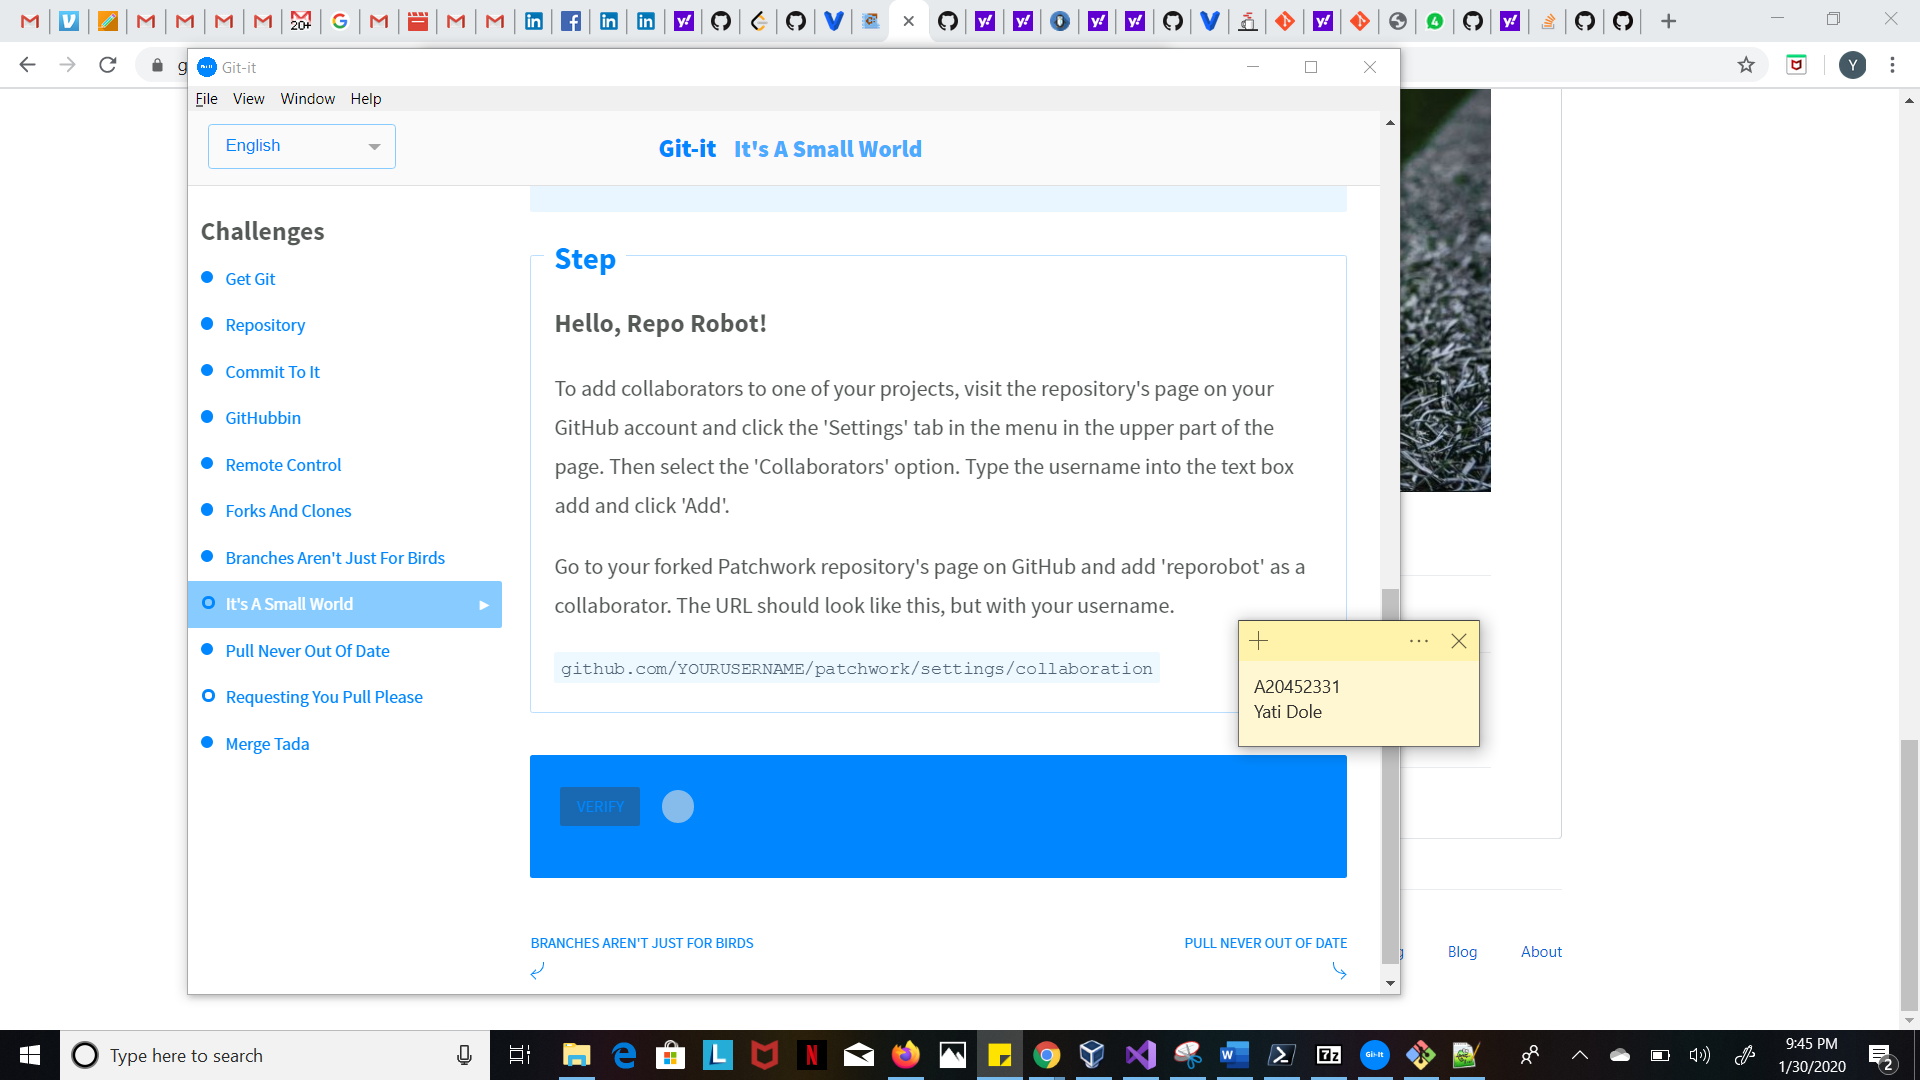 20+
4
g
Git-it
File View Window Help
English
Git-it It's A Small World
Challenges
Get Git
Repository
Commit To It
GitHubbin
Remote Control
Forks And Clones
Branches Aren't Just For Birds
It's A Small World
Pull Never Out Of Date
Requesting You Pull Please
Merge Tada
Step
Hello, Repo Robot!
To add collaborators to one of your projects, visit the repository's page on your
GitHub account and click the 'Settings' tab in the menu in the upper part of the
page. Then select the 'Collaborators' option. Type the username into the text box
add and click 'Add'.
Go to your forked Patchwork repository's page on GitHub and add 'reporobot' as a
collaborator. The URL should look like this, but with your username.
github.com/YOURUSERNAME/patchwork/settings/collaboration
A20452331
Yati Dole
VERIFY
BRANCHES AREN'T JUST FOR BIRDS
PULL NEVER OUT OF DATE
g Blog About
Y
Type here to search
9:45 PM
1/30/2020
2